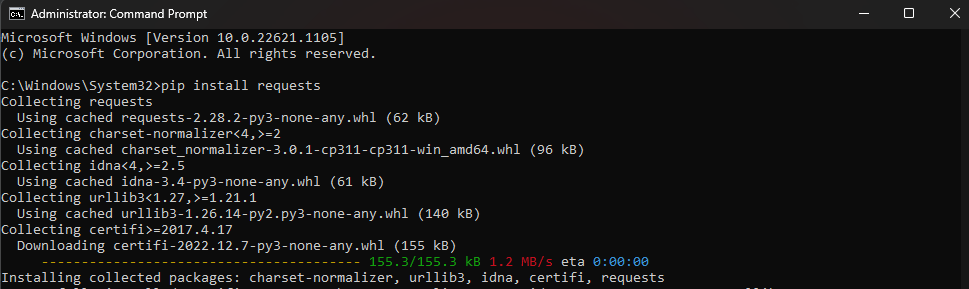 Administrator: Command Prompt
Microsoft Windows [Version 10.0.22621.1105]
(c) Microsoft Corporation. All rights reserved.
C:\Windows\System32>pip install requests
Collecting requests
Using cached requests-2.28.2-py3-none-any.whl (62 kB)
Collecting charset-normalizer<4,>=2
Using cached charset_normalizer-3.0.1-cp311-cp311-win_amd64.whl (96 kB)
Collecting idna<4,>=2.5
Using cached idna-3.4-py3-none-any.whl (61 kB)
Collecting urllib3<1.27,>=1.21.1
Using cached urllib3-1.26.14-py2.py3-none-any.whl (140 kB)
Collecting certifi>=2017.4.17
Downloading certifi-2022.12.7-py3-none-any.whl (155 kB)
---------------------------------------- 155.3/155.3 kB 1.2 MB/s eta 0:00:00
Installing collected packages: charset-normalizer, urllib3, idna, certifi, requests